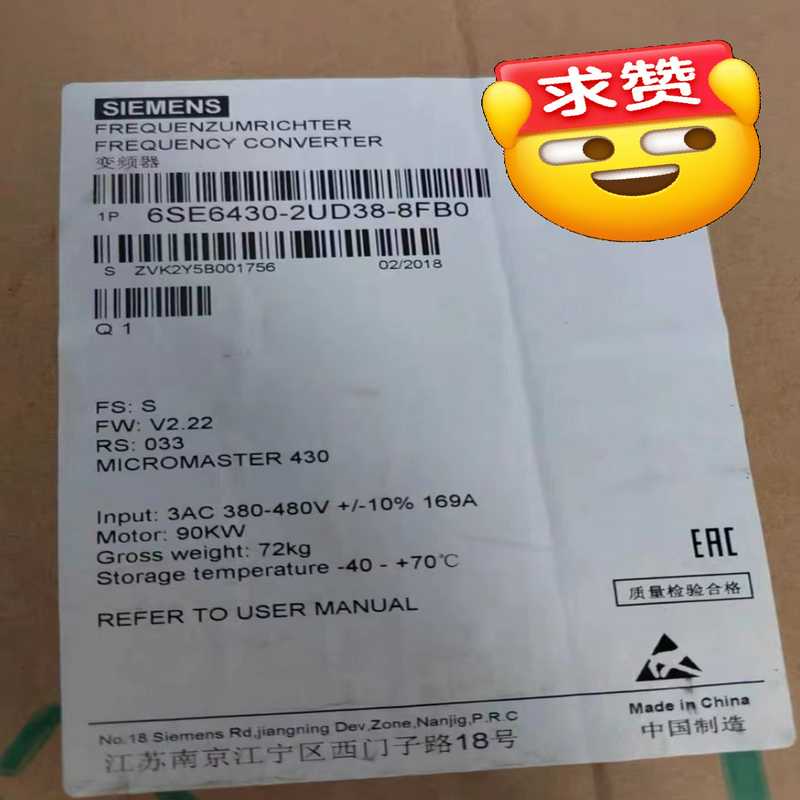 求赞
SIEMENS
FREQUENZUMRICHTER
FREQUENCY CONVERTER
变频器
1P 6SE6430-2UD38-8FB0
S ZVK2Y5B001756 02/2018
Q 1
FS: S
FW: V2.22
RS: 033
MICROMASTER 430
Input: 3AC 380-480V +/-10% 169A
Motor: 90KW
Gross weight: 72kg
Storage temperature -40 - +70℃
REFER TO USER MANUAL
EAC
质量检验合格
No.18 Siemens Rd,jiangning Dev,Zone,Nanjig,P.R.C
江苏南京江宁区西门子路18号
Made in China
中国制造